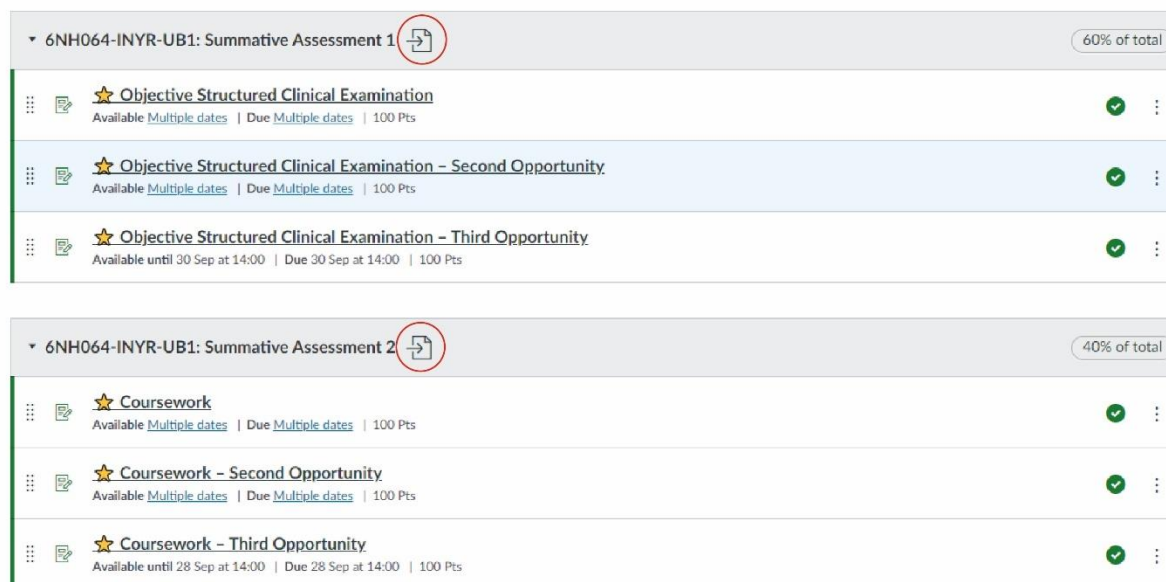 6NH064-INYR-UB1: Summative Assessment 1
60% of total
Objective Structured Clinical Examination
Available Multiple dates | Due Multiple dates | 100 Pts
Objective Structured Clinical Examination – Second Opportunity
Available Multiple dates | Due Multiple dates | 100 Pts
Objective Structured Clinical Examination – Third Opportunity
Available until 30 Sep at 14:00 | Due 30 Sep at 14:00 | 100 Pts
6NH064-INYR-UB1: Summative Assessment 2
40% of total
Coursework
Available Multiple dates | Due Multiple dates | 100 Pts
Coursework – Second Opportunity
Available Multiple dates | Due Multiple dates | 100 Pts
Coursework – Third Opportunity
Available until 28 Sep at 14:00 | Due 28 Sep at 14:00 | 100 Pts